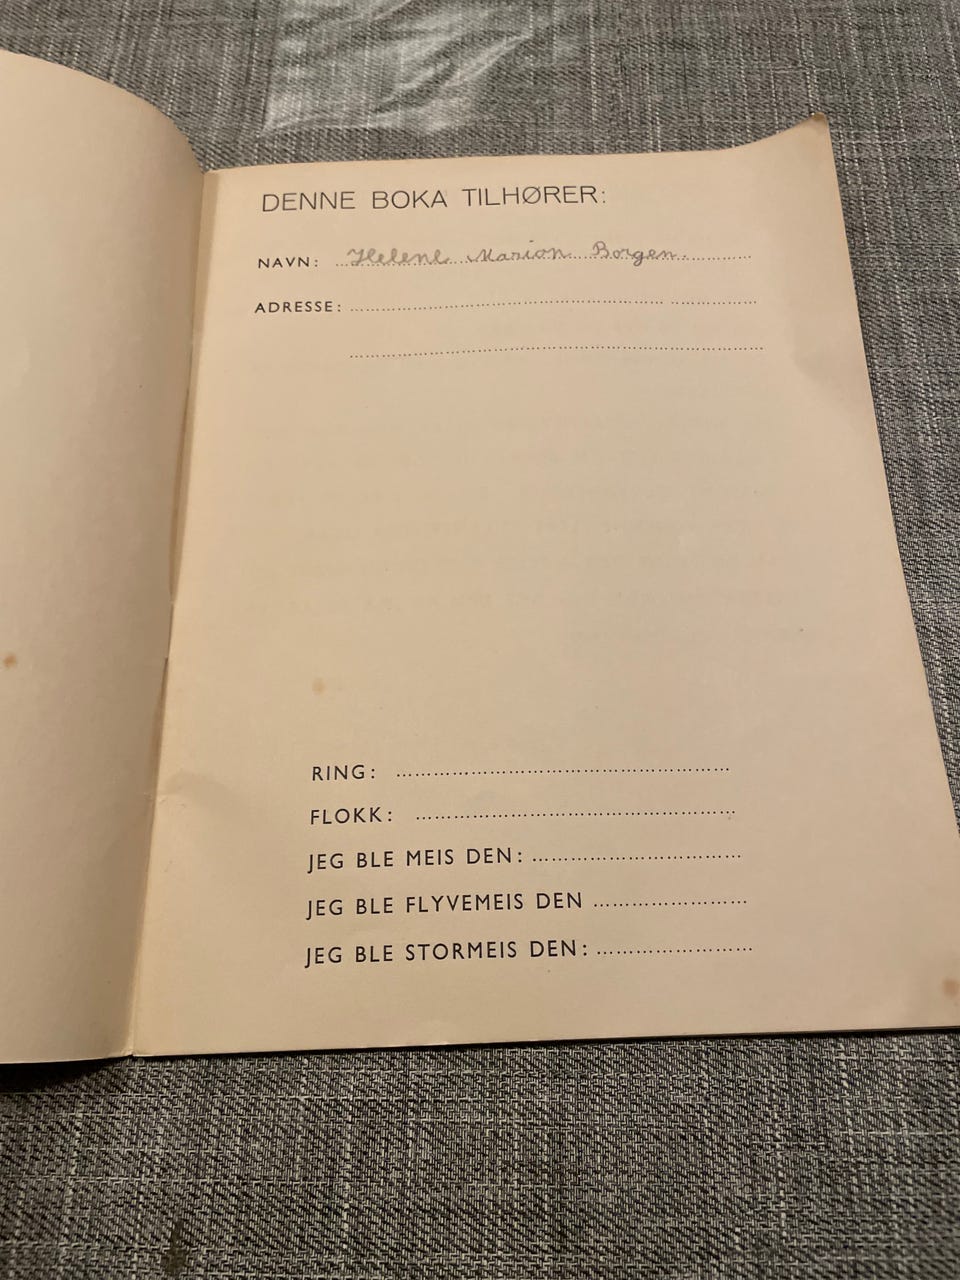 DENNE BOKA TILHØRER:
NAVN: Helene Marion Borgen.
ADRESSE:
RING:
FLOKK:
JEG BLE MEIS DEN:
JEG BLE FLYVEMEIS DEN
JEG BLE STORMEIS DEN: